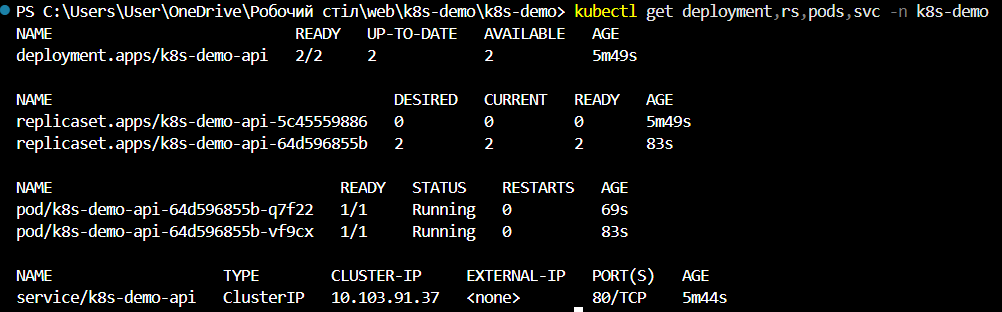 PS C:\Users\User\OneDrive\Робочий стіл\web\k8s-demo\k8s-demo> kubectl get deployment,rs,pods,svc -n k8s-demo
NAME READY UP-TO-DATE AVAILABLE AGE
deployment.apps/k8s-demo-api 2/2 2 2 5m49s
NAME DESIRED CURRENT READY AGE
replicaset.apps/k8s-demo-api-5c45559886 0 0 0 5m49s
replicaset.apps/k8s-demo-api-64d596855b 2 2 2 83s
NAME READY STATUS RESTARTS AGE
pod/k8s-demo-api-64d596855b-q7f22 1/1 Running 0 69s
pod/k8s-demo-api-64d596855b-vf9cx 1/1 Running 0 83s
NAME TYPE CLUSTER-IP EXTERNAL-IP PORT(S) AGE
service/k8s-demo-api ClusterIP 10.103.91.37 <none> 80/TCP 5m44s